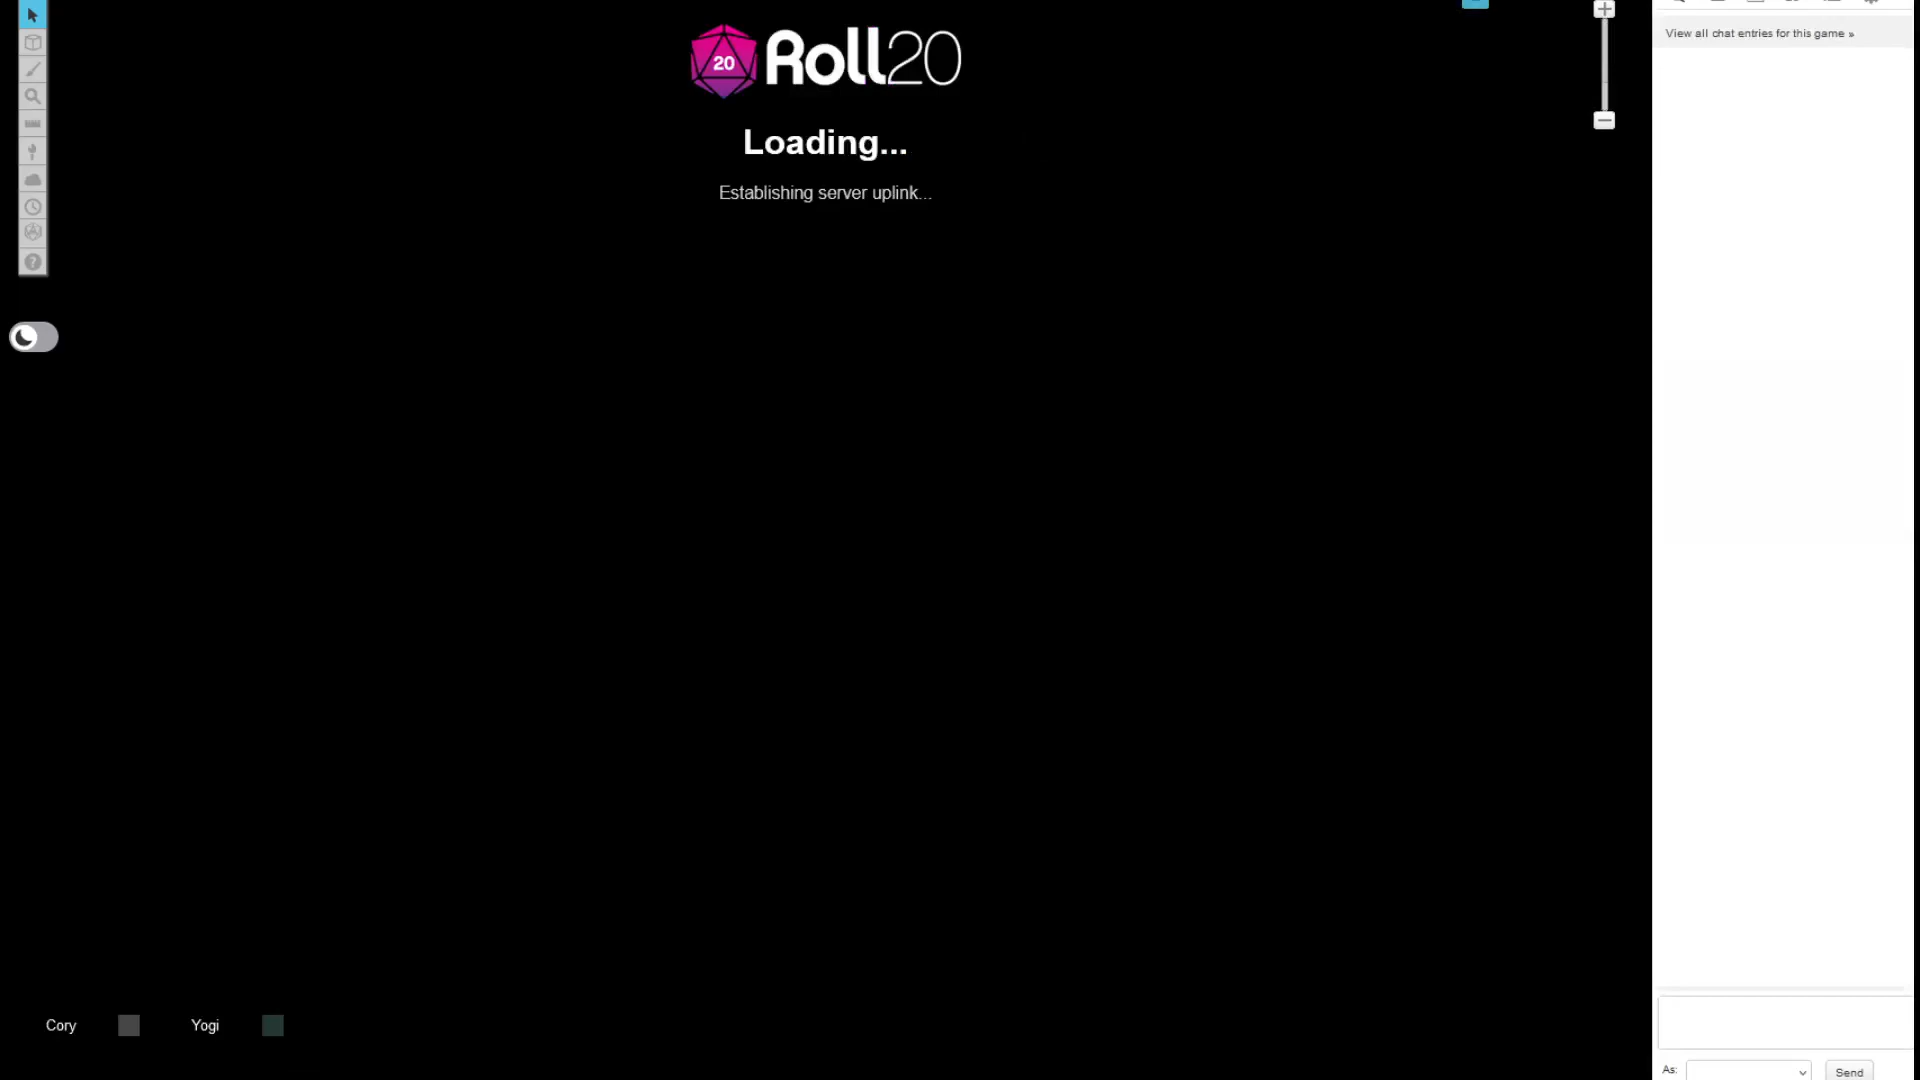 20 Roll20
Loading...
Establishing server uplink...
View all chat entries for this game »
Cory
Yogi
As:
Send